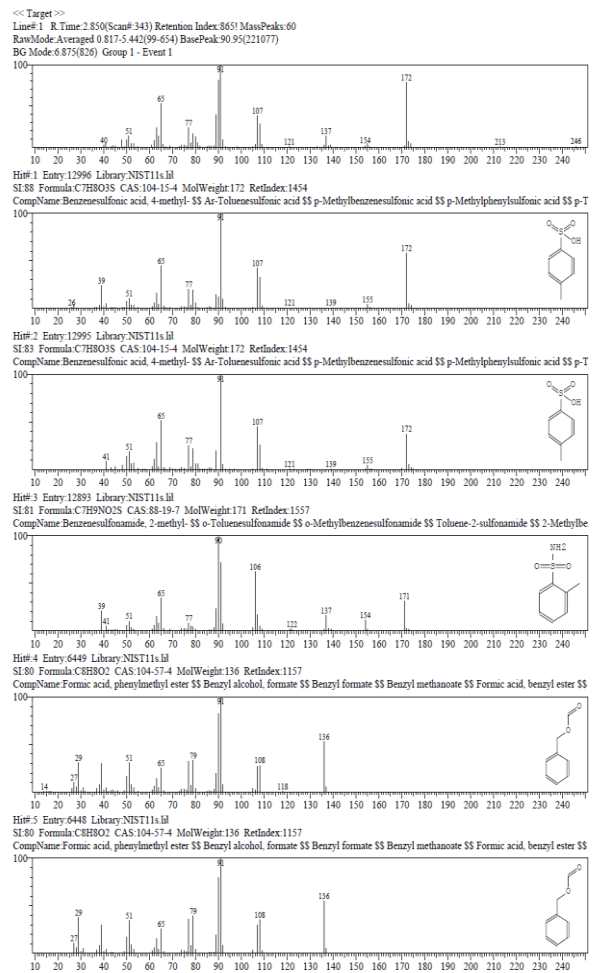 << Target >>
Line#:1 R.Time:2.850(Scan#:343) Retention Index:865! MassPeaks:60
RawMode:Averaged 0.817-5.442(99-654) BasePeak:90.95(221077)
BG Mode:6.875(826) Group 1 - Event 1
100
91
172
65
107
77
51
40
137
121
154
213
246
10 20 30 40 50 60 70 80 90 100 110 120 130 140 150 160 170 180 190 200 210 220 230 240
Hit#:1 Entry:12996 Library:NIST11s.lib
SI:88 Formula:C7H8O3S CAS:104-15-4 MolWeight:172 RetIndex:1454
CompName:Benzenesulfonic acid, 4-methyl- $$ Ar-Toluenesulfonic acid $$ p-Methylbenzenesulfonic acid $$ p-Methylphenylsulfonic acid $$ p-T
100
91
172
65
107
39
77
51
26
121
139
155
O O
S
OH
10 20 30 40 50 60 70 80 90 100 110 120 130 140 150 160 170 180 190 200 210 220 230 240
Hit#:2 Entry:12995 Library:NIST11s.lib
SI:83 Formula:C7H8O3S CAS:104-15-4 MolWeight:172 RetIndex:1454
CompName:Benzenesulfonic acid, 4-methyl- $$ Ar-Toluenesulfonic acid $$ p-Methylbenzenesulfonic acid $$ p-Methylphenylsulfonic acid $$ p-T
100
91
65
107
172
77
51
41
121
139
155
O O
S
OH
10 20 30 40 50 60 70 80 90 100 110 120 130 140 150 160 170 180 190 200 210 220 230 240
Hit#:3 Entry:12893 Library:NIST11s.lib
SI:81 Formula:C7H9NO2S CAS:88-19-7 MolWeight:171 RetIndex:1557
CompName:Benzenesulfonamide, 2-methyl- $$ o-Toluenesulfonamide $$ o-Methylbenzenesulfonamide $$ Toluene-2-sulfonamide $$ 2-Methylbe
100
90
106
65
171
39
137
154
51
77
41
122
NH2
O=S=O
10 20 30 40 50 60 70 80 90 100 110 120 130 140 150 160 170 180 190 200 210 220 230 240
Hit#:4 Entry:6449 Library:NIST11s.lib
SI:80 Formula:C8H8O2 CAS:104-57-4 MolWeight:136 RetIndex:1157
CompName:Formic acid, phenylmethyl ester $$ Benzyl alcohol, formate $$ Benzyl formate $$ Benzyl methanoate $$ Formic acid, benzyl ester $$
100
91
136
79
29
51
108
65
27
14
118
O
O
10 20 30 40 50 60 70 80 90 100 110 120 130 140 150 160 170 180 190 200 210 220 230 240
Hit#:5 Entry:6448 Library:NIST11s.lib
SI:80 Formula:C8H8O2 CAS:104-57-4 MolWeight:136 RetIndex:1157
CompName:Formic acid, phenylmethyl ester $$ Benzyl alcohol, formate $$ Benzyl formate $$ Benzyl methanoate $$ Formic acid, benzyl ester $$
100
91
136
79
29
51
108
65
27
O
O
10 20 30 40 50 60 70 80 90 100 110 120 130 140 150 160 170 180 190 200 210 220 230 240